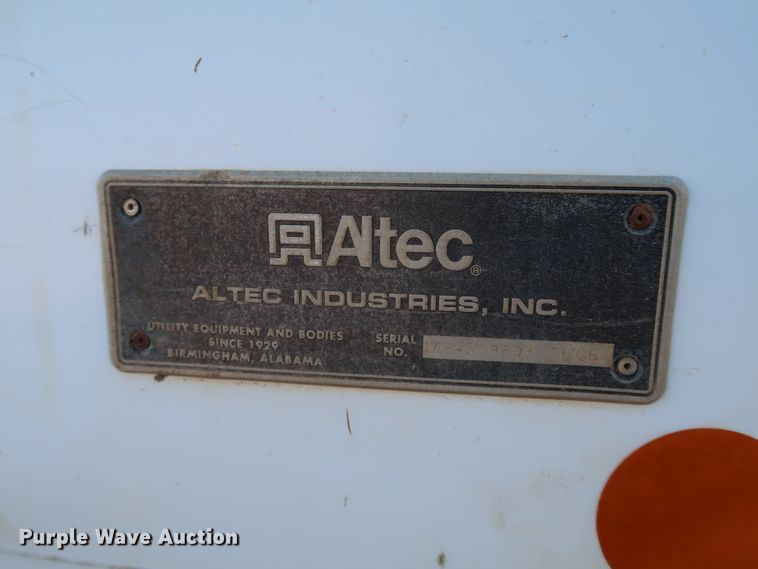 Altec®
ALTEC INDUSTRIES, INC.
UTILITY EQUIPMENT AND BODIES
SINCE 1929
BIRMINGHAM, ALABAMA
SERIAL
NO.
Purple Wave Auction